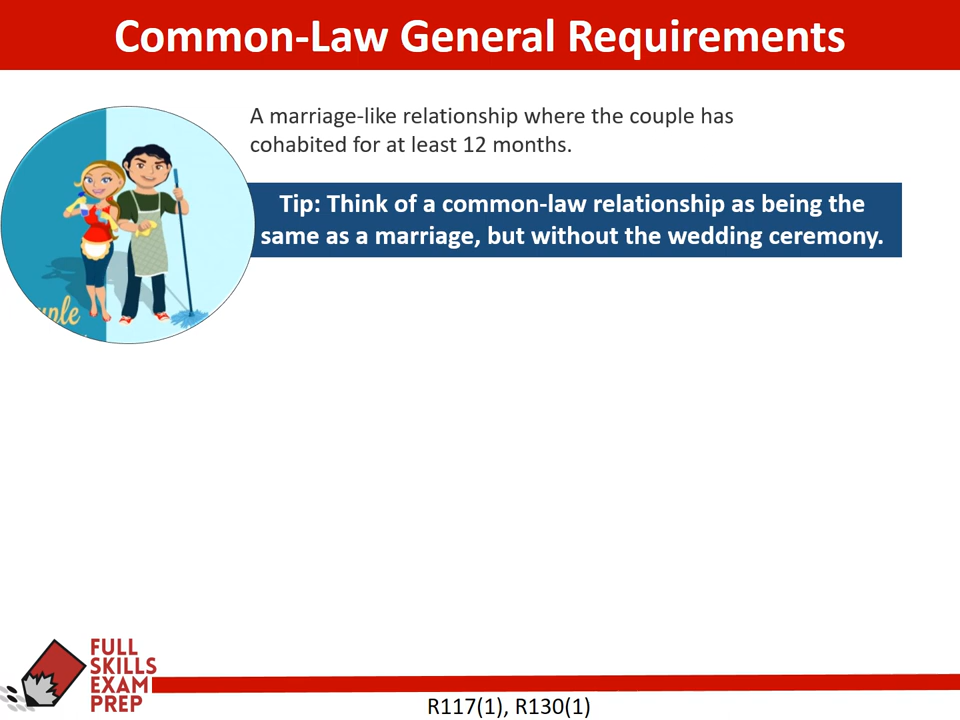 Common-Law General Requirements
A marriage-like relationship where the couple has
cohabited for at least 12 months.
Tip: Think of a common-law relationship as being the
same as a marriage, but without the wedding ceremony.
FULL
SKILLS
EXAM
PREP
R117(1), R130(1)